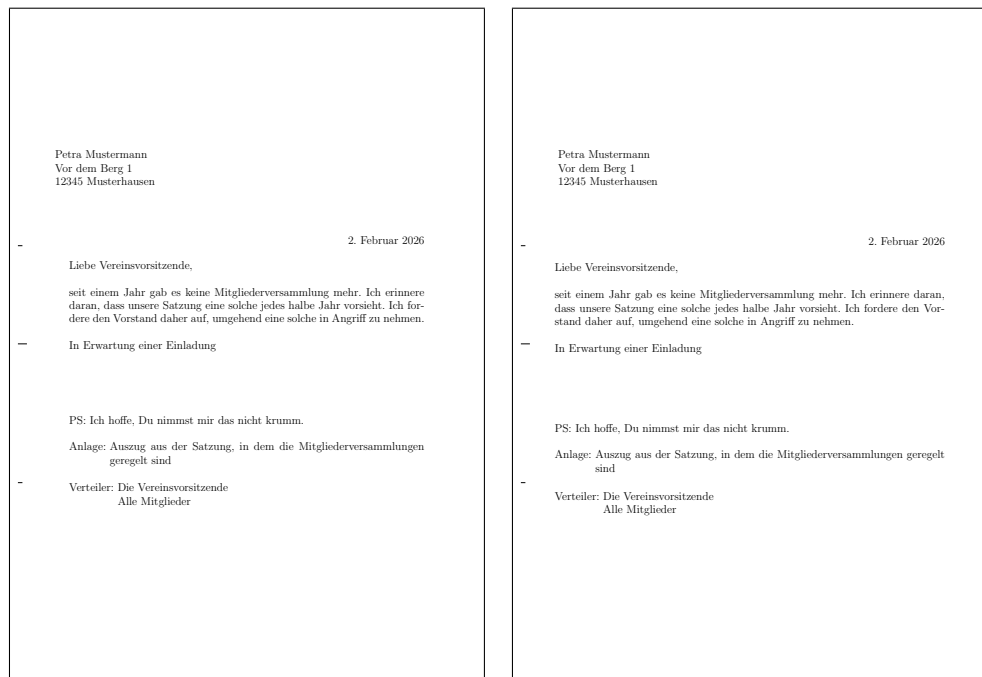 Petra Mustermann
Vor dem Berg 1
12345 Musterhausen
2. Februar 2026
Liebe Vereinsvorsitzende,
seit einem Jahr gab es keine Mitgliederversammlung mehr. Ich erinnere
daran, dass unsere Satzung eine solche jedes halbe Jahr vorsieht. Ich for-
dere den Vorstand daher auf, umgehend eine solche in Angriff zu nehmen.
In Erwartung einer Einladung
PS: Ich hoffe, Du nimmst mir das nicht krumm.
Anlage: Auszug aus der Satzung, in dem die Mitgliederversammlungen
geregelt sind
Verteiler: Die Vereinsvorsitzende
Alle Mitglieder
Petra Mustermann
Vor dem Berg 1
12345 Musterhausen
2. Februar 2026
Liebe Vereinsvorsitzende,
seit einem Jahr gab es keine Mitgliederversammlung mehr. Ich erinnere daran,
dass unsere Satzung eine solche jedes halbe Jahr vorsieht. Ich fordere den Vor-
stand daher auf, umgehend eine solche in Angriff zu nehmen.
In Erwartung einer Einladung
PS: Ich hoffe, Du nimmst mir das nicht krumm.
Anlage: Auszug aus der Satzung, in dem die Mitgliederversammlungen geregelt
sind
Verteiler: Die Vereinsvorsitzende
Alle Mitglieder